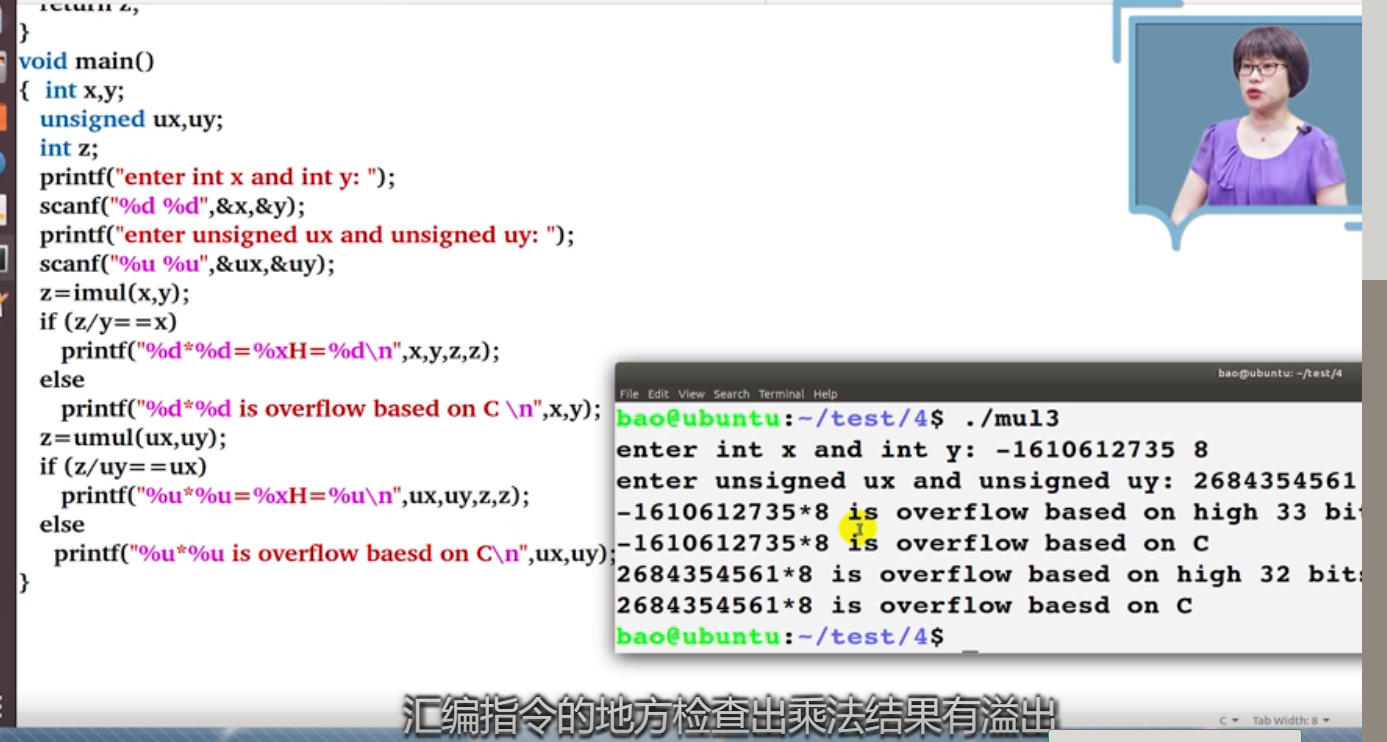 return z;
}
void main()
{ int x,y;
unsigned ux,uy;
int z;
printf("enter int x and int y: ");
scanf("%d %d",&x,&y);
printf("enter unsigned ux and unsigned uy: ");
scanf("%u %u",&ux,&uy);
z=imul(x,y);
if (z/y==x)
printf("%d*%d=%xH=%d\n",x,y,z,z);
else
printf("%d*%d is overflow based on C \n",x,y);
z=umul(ux,uy);
if (z/uy==ux)
printf("%u*%u=%xH=%u\n",ux,uy,z,z);
else
printf("%u*%u is overflow baesd on C\n",ux,uy);
}
bao@ubuntu: ~/test/4
File Edit View Search Terminal Help
bao@ubuntu:~/test/4$ ./mul3
enter int x and int y: -1610612735 8
enter unsigned ux and unsigned uy: 2684354561
-1610612735*8 is overflow based on high 33
-1610612735*8 is overflow based on C
2684354561*8 is overflow based on high 32 bits
2684354561*8 is overflow baesd on C
bao@ubuntu:~/test/4$
汇编指令的地方检查出乘法结果有溢出
C Tab Width: 8